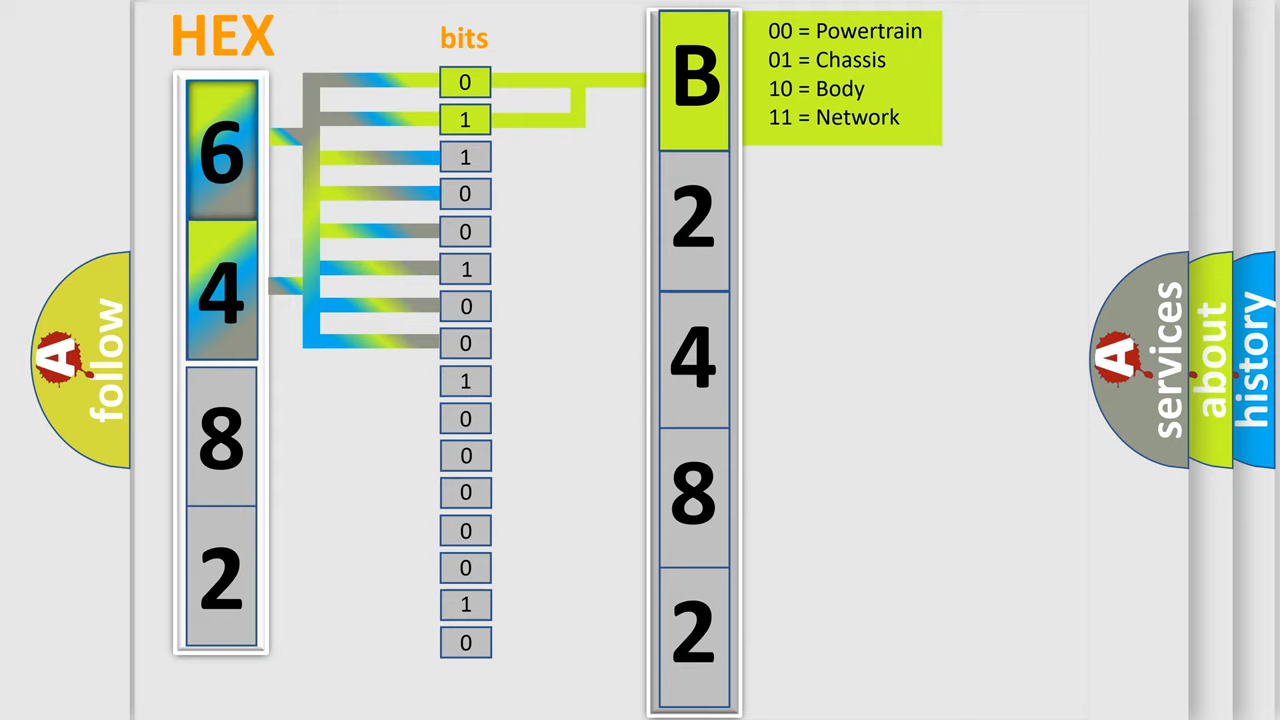 HEX
bits
6
4
8
2
0
1
1
0
0
1
0
0
1
0
0
0
0
0
1
0
B
2
4
8
2
00 = Powertrain
01 = Chassis
10 = Body
11 = Network
A
follow
A
services
about
history